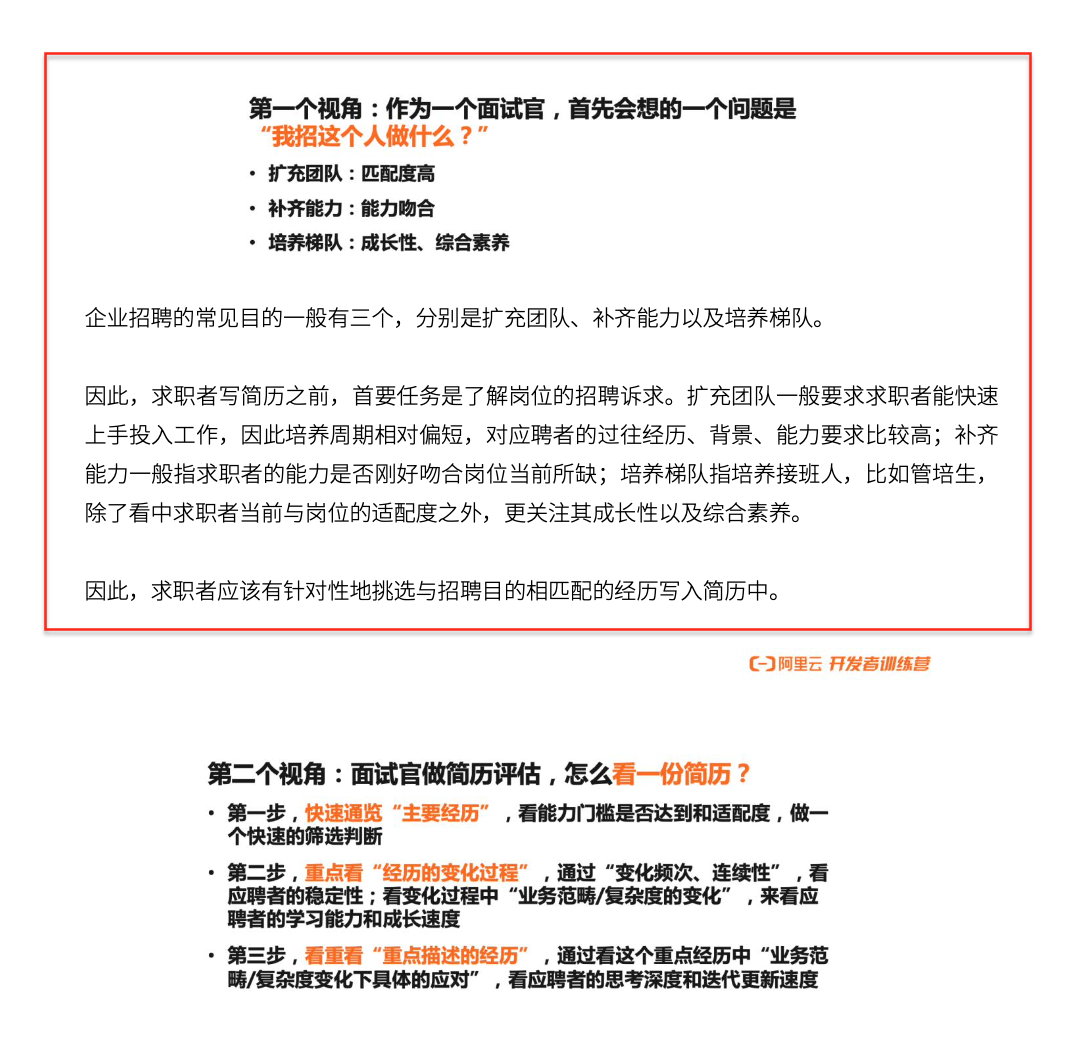 第一个视角：作为一个面试官，首先会想的一个问题是
“我招这个人做什么？”
• 扩充团队：匹配度高
• 补齐能力：能力吻合
• 培养梯队：成长性、综合素养
企业招聘的常见目的一般有三个，分别是扩充团队、补齐能力以及培养梯队。
因此，求职者写简历之前，首要任务是了解岗位的招聘诉求。扩充团队一般要求求职者能快速
上手投入工作，因此培养周期相对偏短，对应聘者的过往经历、背景、能力要求比较高；补齐
能力一般指求职者的能力是否刚好吻合岗位当前所缺；培养梯队指培养接班人，比如管培生，
除了看中求职者当前与岗位的适配度之外，更关注其成长性以及综合素养。
因此，求职者应该有针对性地挑选与招聘目的相匹配的经历写入简历中。
阿里云 开发者训练营
第二个视角：面试官做简历评估，怎么看一份简历？
• 第一步，快速通览“主要经历”，看能力门槛是否达到和适配度，做一
个快速的筛选判断
• 第二步，重点看“经历的变化过程”，通过“变化频次、连续性”，看
应聘者的稳定性；看变化过程中“业务范畴/复杂度的变化”，来看应
聘者的学习能力和成长速度
• 第三步，看重看“重点描述的经历”，通过看这个重点经历中“业务范
畴/复杂度变化下具体的应对”，看应聘者的思考深度和迭代更新速度